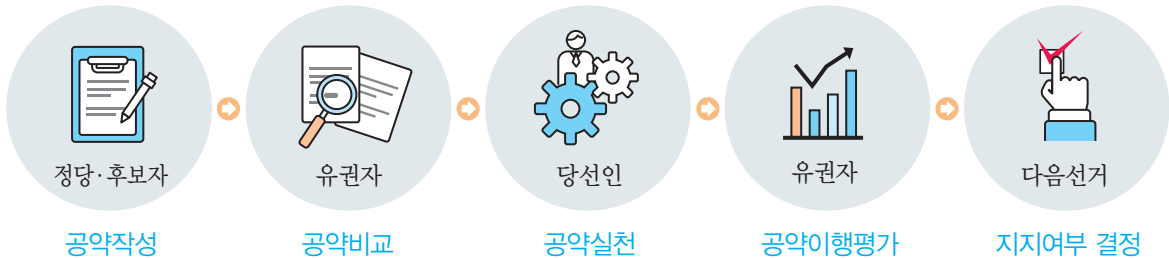 정당·후보자
유권자
당선인
유권자
다음선거
공약작성
공약비교
공약실천
공약이행평가
지지여부 결정